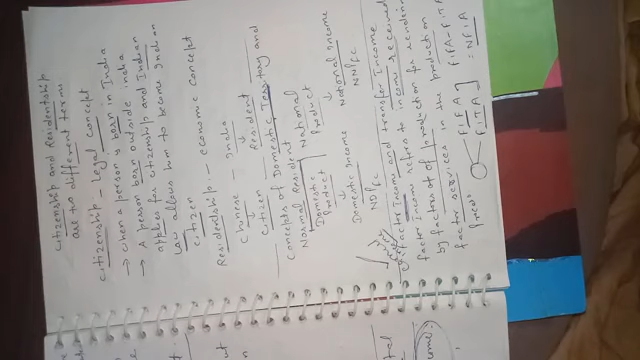 Citizenship and Residentship
are two different terms
Citizenship - Legal Concept
→ When a person is born in India
→ A person born outside India
applies for citizenship and Indian
law allows him to become Indian
citizen
Residentship :- economic concept
Chinese - India
↓ ↓
Citizen Resident
Concepts of Domestic Territory and
Normal Resident
Domestic Product
National Product
↓ ↓
Domestic Income National Income
NDPFC NNPFC
Factor Income and Transfer Income
Factor income refers to income received
by factors of production for rendering
factor services in the production
FIFA
FITA
FIFA-FITA
= NFIA